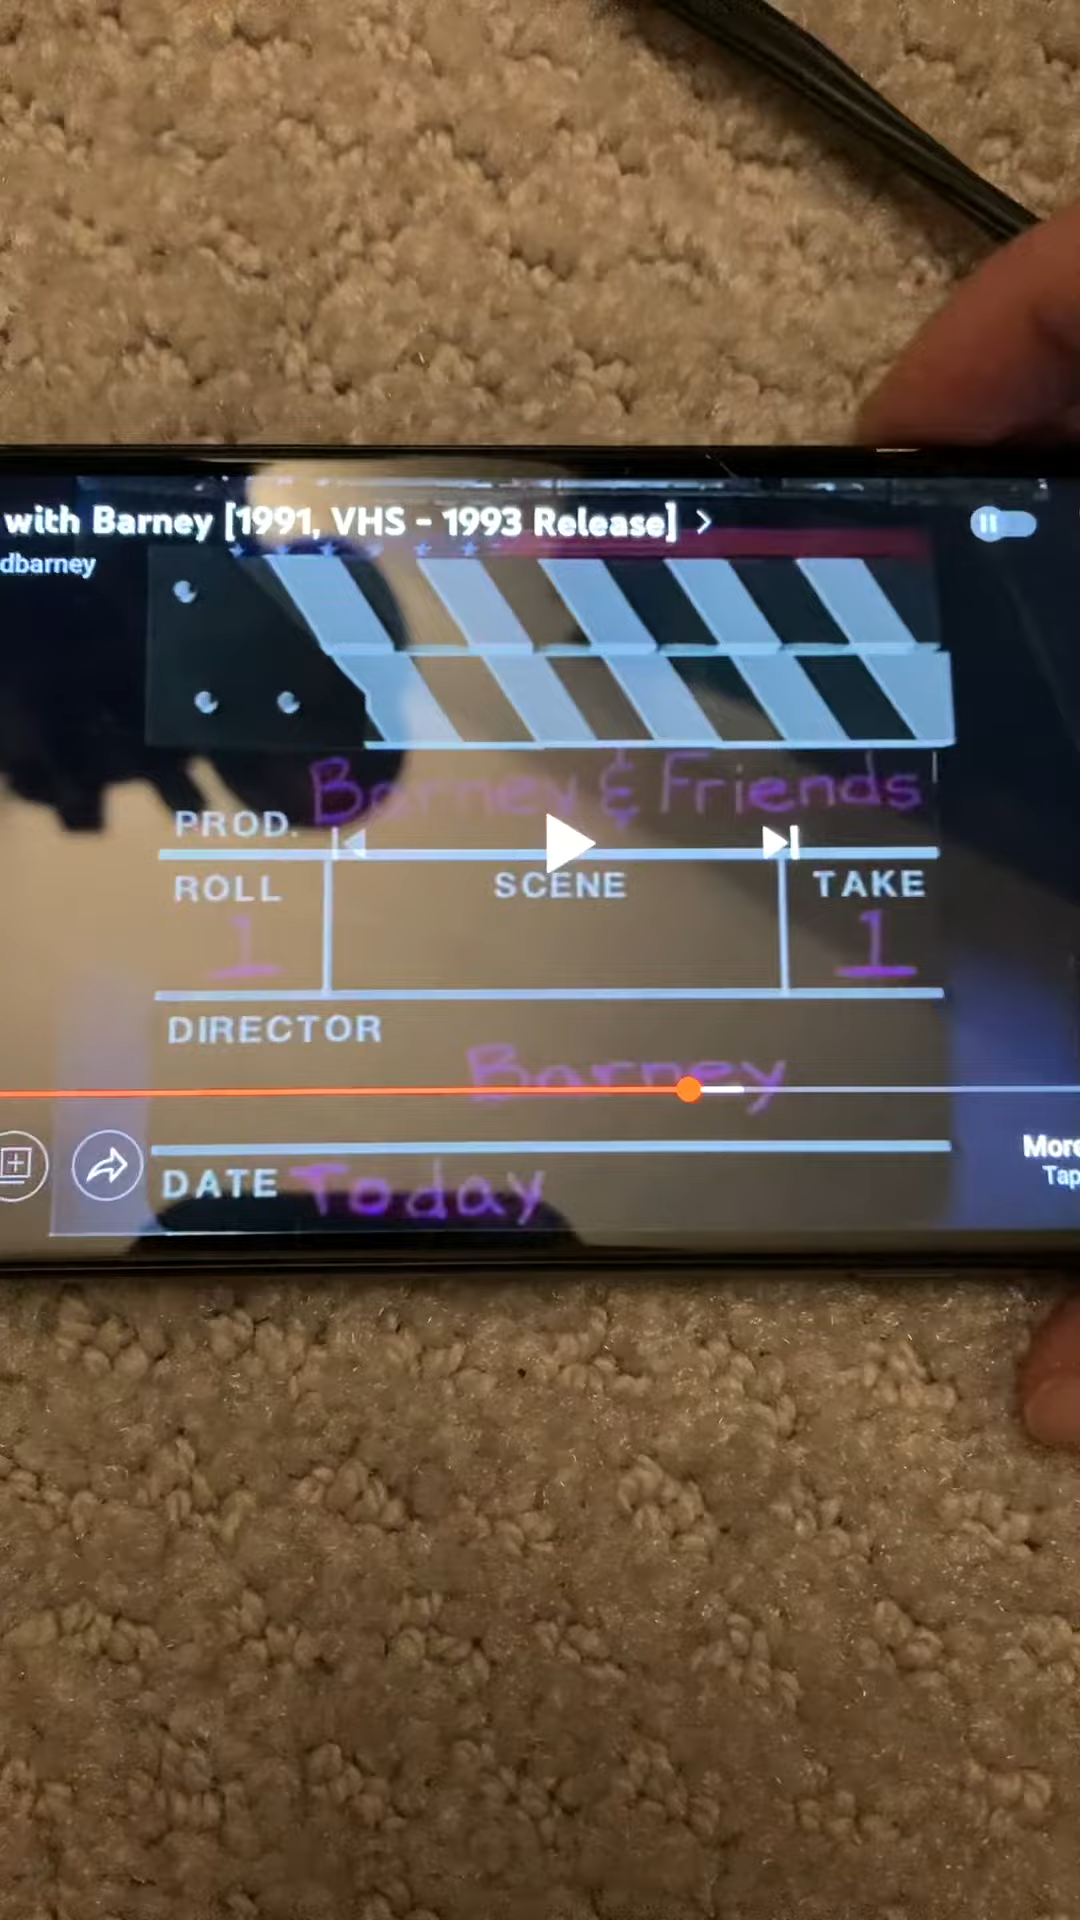 with Barney [1991, VHS - 1993 Release]
dbarney
Barney & Friends
PROD.
ROLL SCENE TAKE
1 1
DIRECTOR
Barney
More
Tap
DATE Today